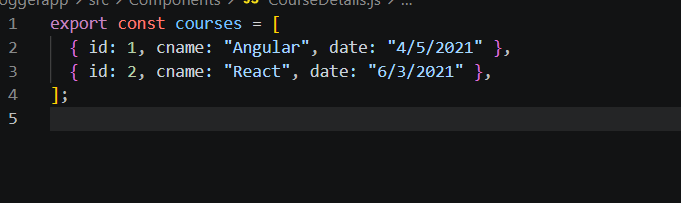 src > Components > JS CourseDetails.js > ...
1 export const courses = [
2 { id: 1, cname: "Angular", date: "4/5/2021" },
3 { id: 2, cname: "React", date: "6/3/2021" },
4 ];
5